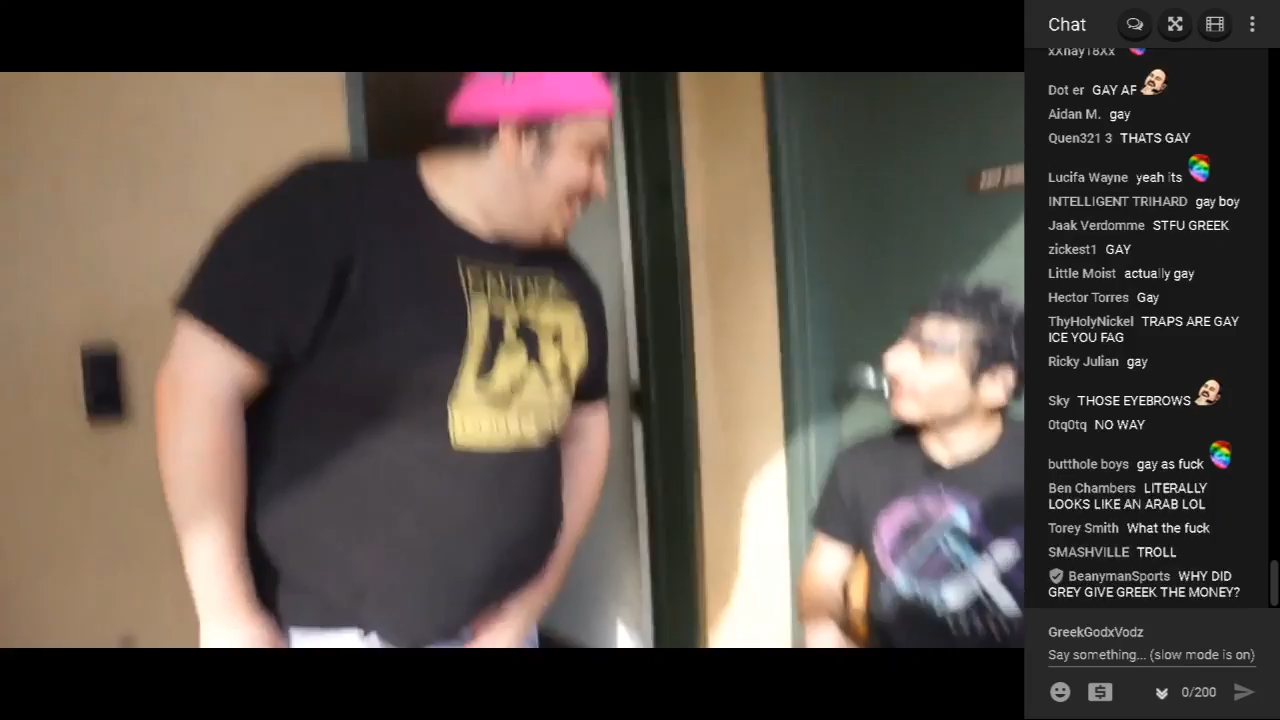 Chat
xXnay18Xx
Dot er GAY AF
Aidan M. gay
Quen321 3 THATS GAY
Lucifa Wayne yeah its
INTELLIGENT TRIHARD gay boy
Jaak Verdomme STFU GREEK
zickest1 GAY
Little Moist actually gay
Hector Torres Gay
ThyHolyNickel TRAPS ARE GAY
ICE YOU FAG
Ricky Julian gay
Sky THOSE EYEBROWS
0tq0tq NO WAY
butthole boys gay as fuck
Ben Chambers LITERALLY
LOOKS LIKE AN ARAB LOL
Torey Smith What the fuck
SMASHVILLE TROLL
BeanymanSports WHY DID
GREY GIVE GREEK THE MONEY?
GreekGodxVodz
Say something... (slow mode is on)
0/200